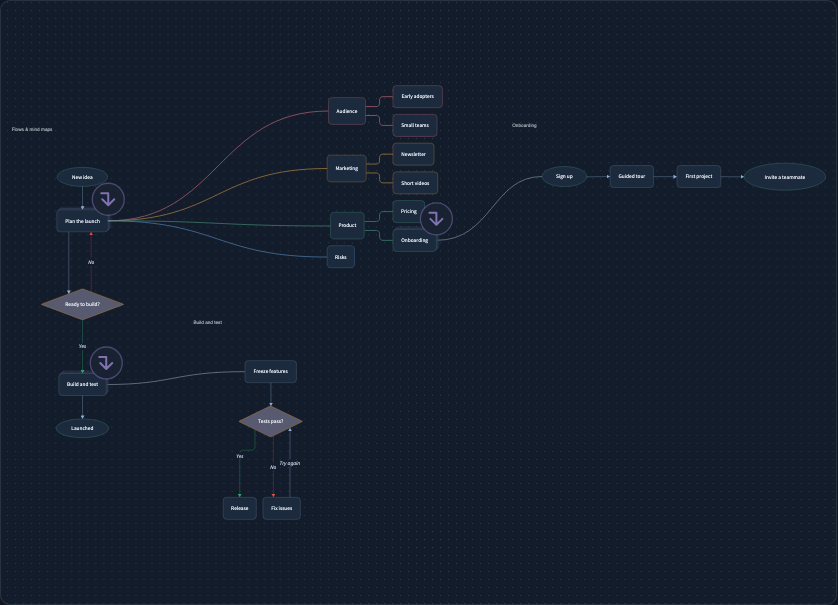 Flows & mind maps
New idea
Plan the launch
No
Ready to build?
Yes
Build and test
Launched
Audience
Early adopters
Small teams
Marketing
Newsletter
Short videos
Product
Pricing
Onboarding
Risks
Onboarding
Sign up
Guided tour
First project
Invite a teammate
Build and test
Freeze features
Tests pass?
Yes
No
Try again
Release
Fix issues